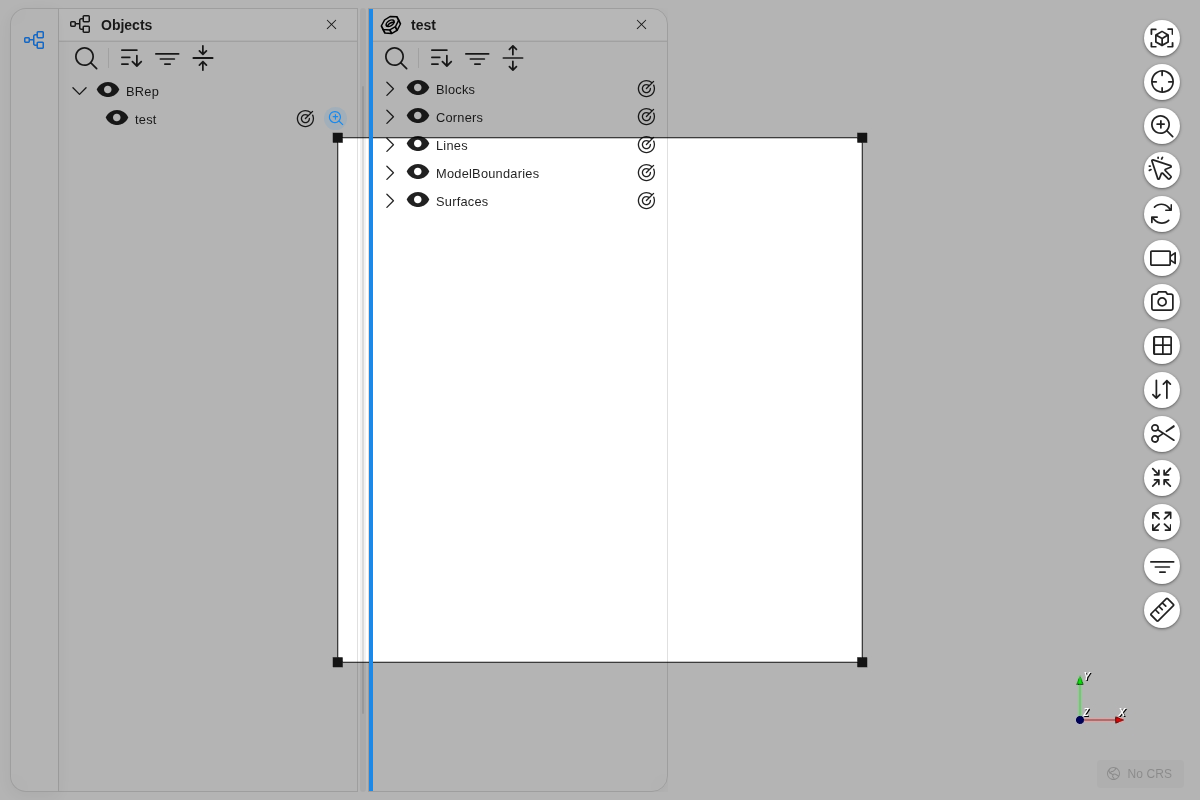 Objects
BRep
test
test
Blocks
Corners
Lines
ModelBoundaries
Surfaces
Y
Z
X
No CRS